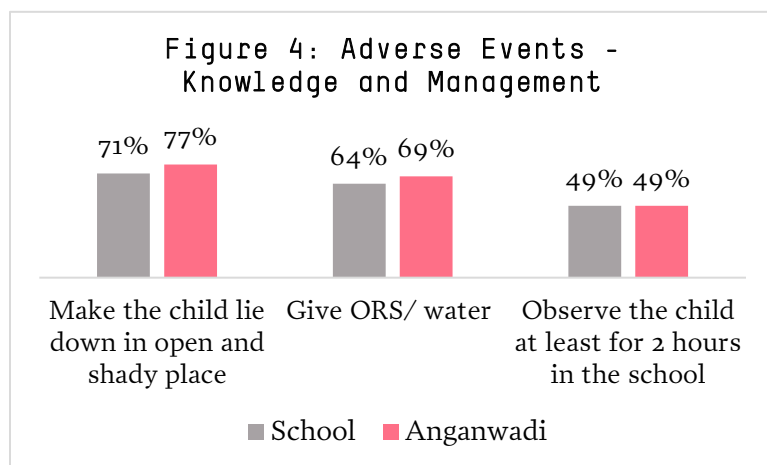 Figure 4: Adverse Events -
Knowledge and Management
71% 77%
64% 69%
49% 49%
Make the child lie
down in open and
shady place
Give ORS/ water
Observe the child
at least for 2 hours
in the school
School Anganwadi